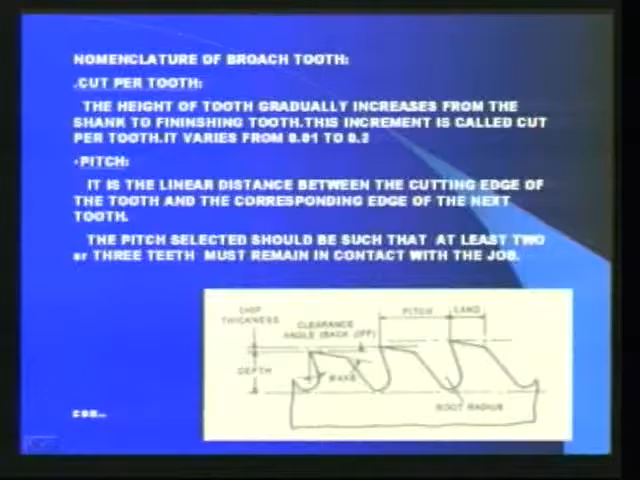 NOMENCLATURE OF BROACH TOOTH:
.CUT PER TOOTH:
THE HEIGHT OF TOOTH GRADUALLY INCREASES FROM THE
SHANK TO FININSHING TOOTH.THIS INCREMENT IS CALLED CUT
PER TOOTH.IT VARIES FROM 0.01 TO 0.2
•PITCH:
IT IS THE LINEAR DISTANCE BETWEEN THE CUTTING EDGE OF
THE TOOTH AND THE CORRESPONDING EDGE OF THE NEXT
TOOTH.
THE PITCH SELECTED SHOULD BE SUCH THAT AT LEAST TWO
or THREE TEETH MUST REMAIN IN CONTACT WITH THE JOB.
CHIP
THICKNESS
CLEARANCE
ANGLE (BACK OFF)
PITCH
LAND
DEPTH
RAKE
ROOT RADIUS
con..